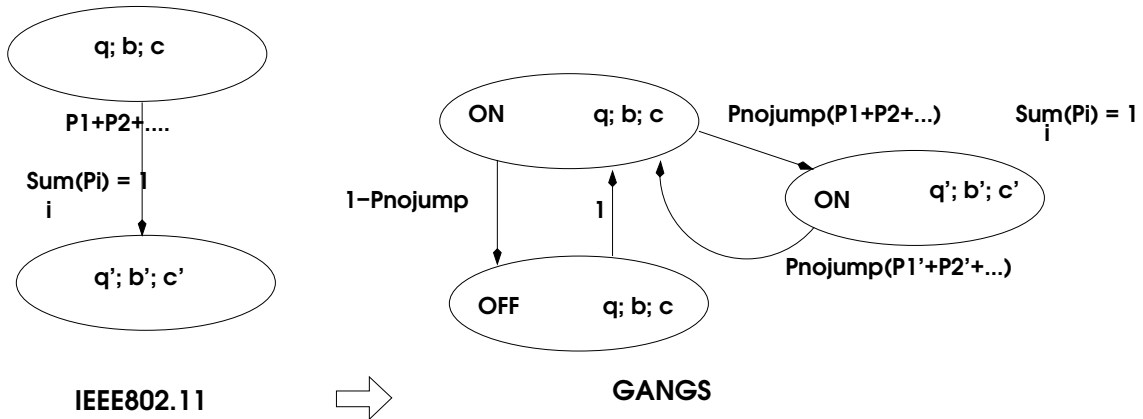 q; b; c
P1+P2+....
Sum(Pi) = 1
i
q'; b'; c'
IEEE802.11
ON q; b; c
Pnojump(P1+P2+...)
Sum(Pi) = 1
i
1−Pnojump
1
ON q'; b'; c'
Pnojump(P1'+P2'+...)
OFF q; b; c
GANGS